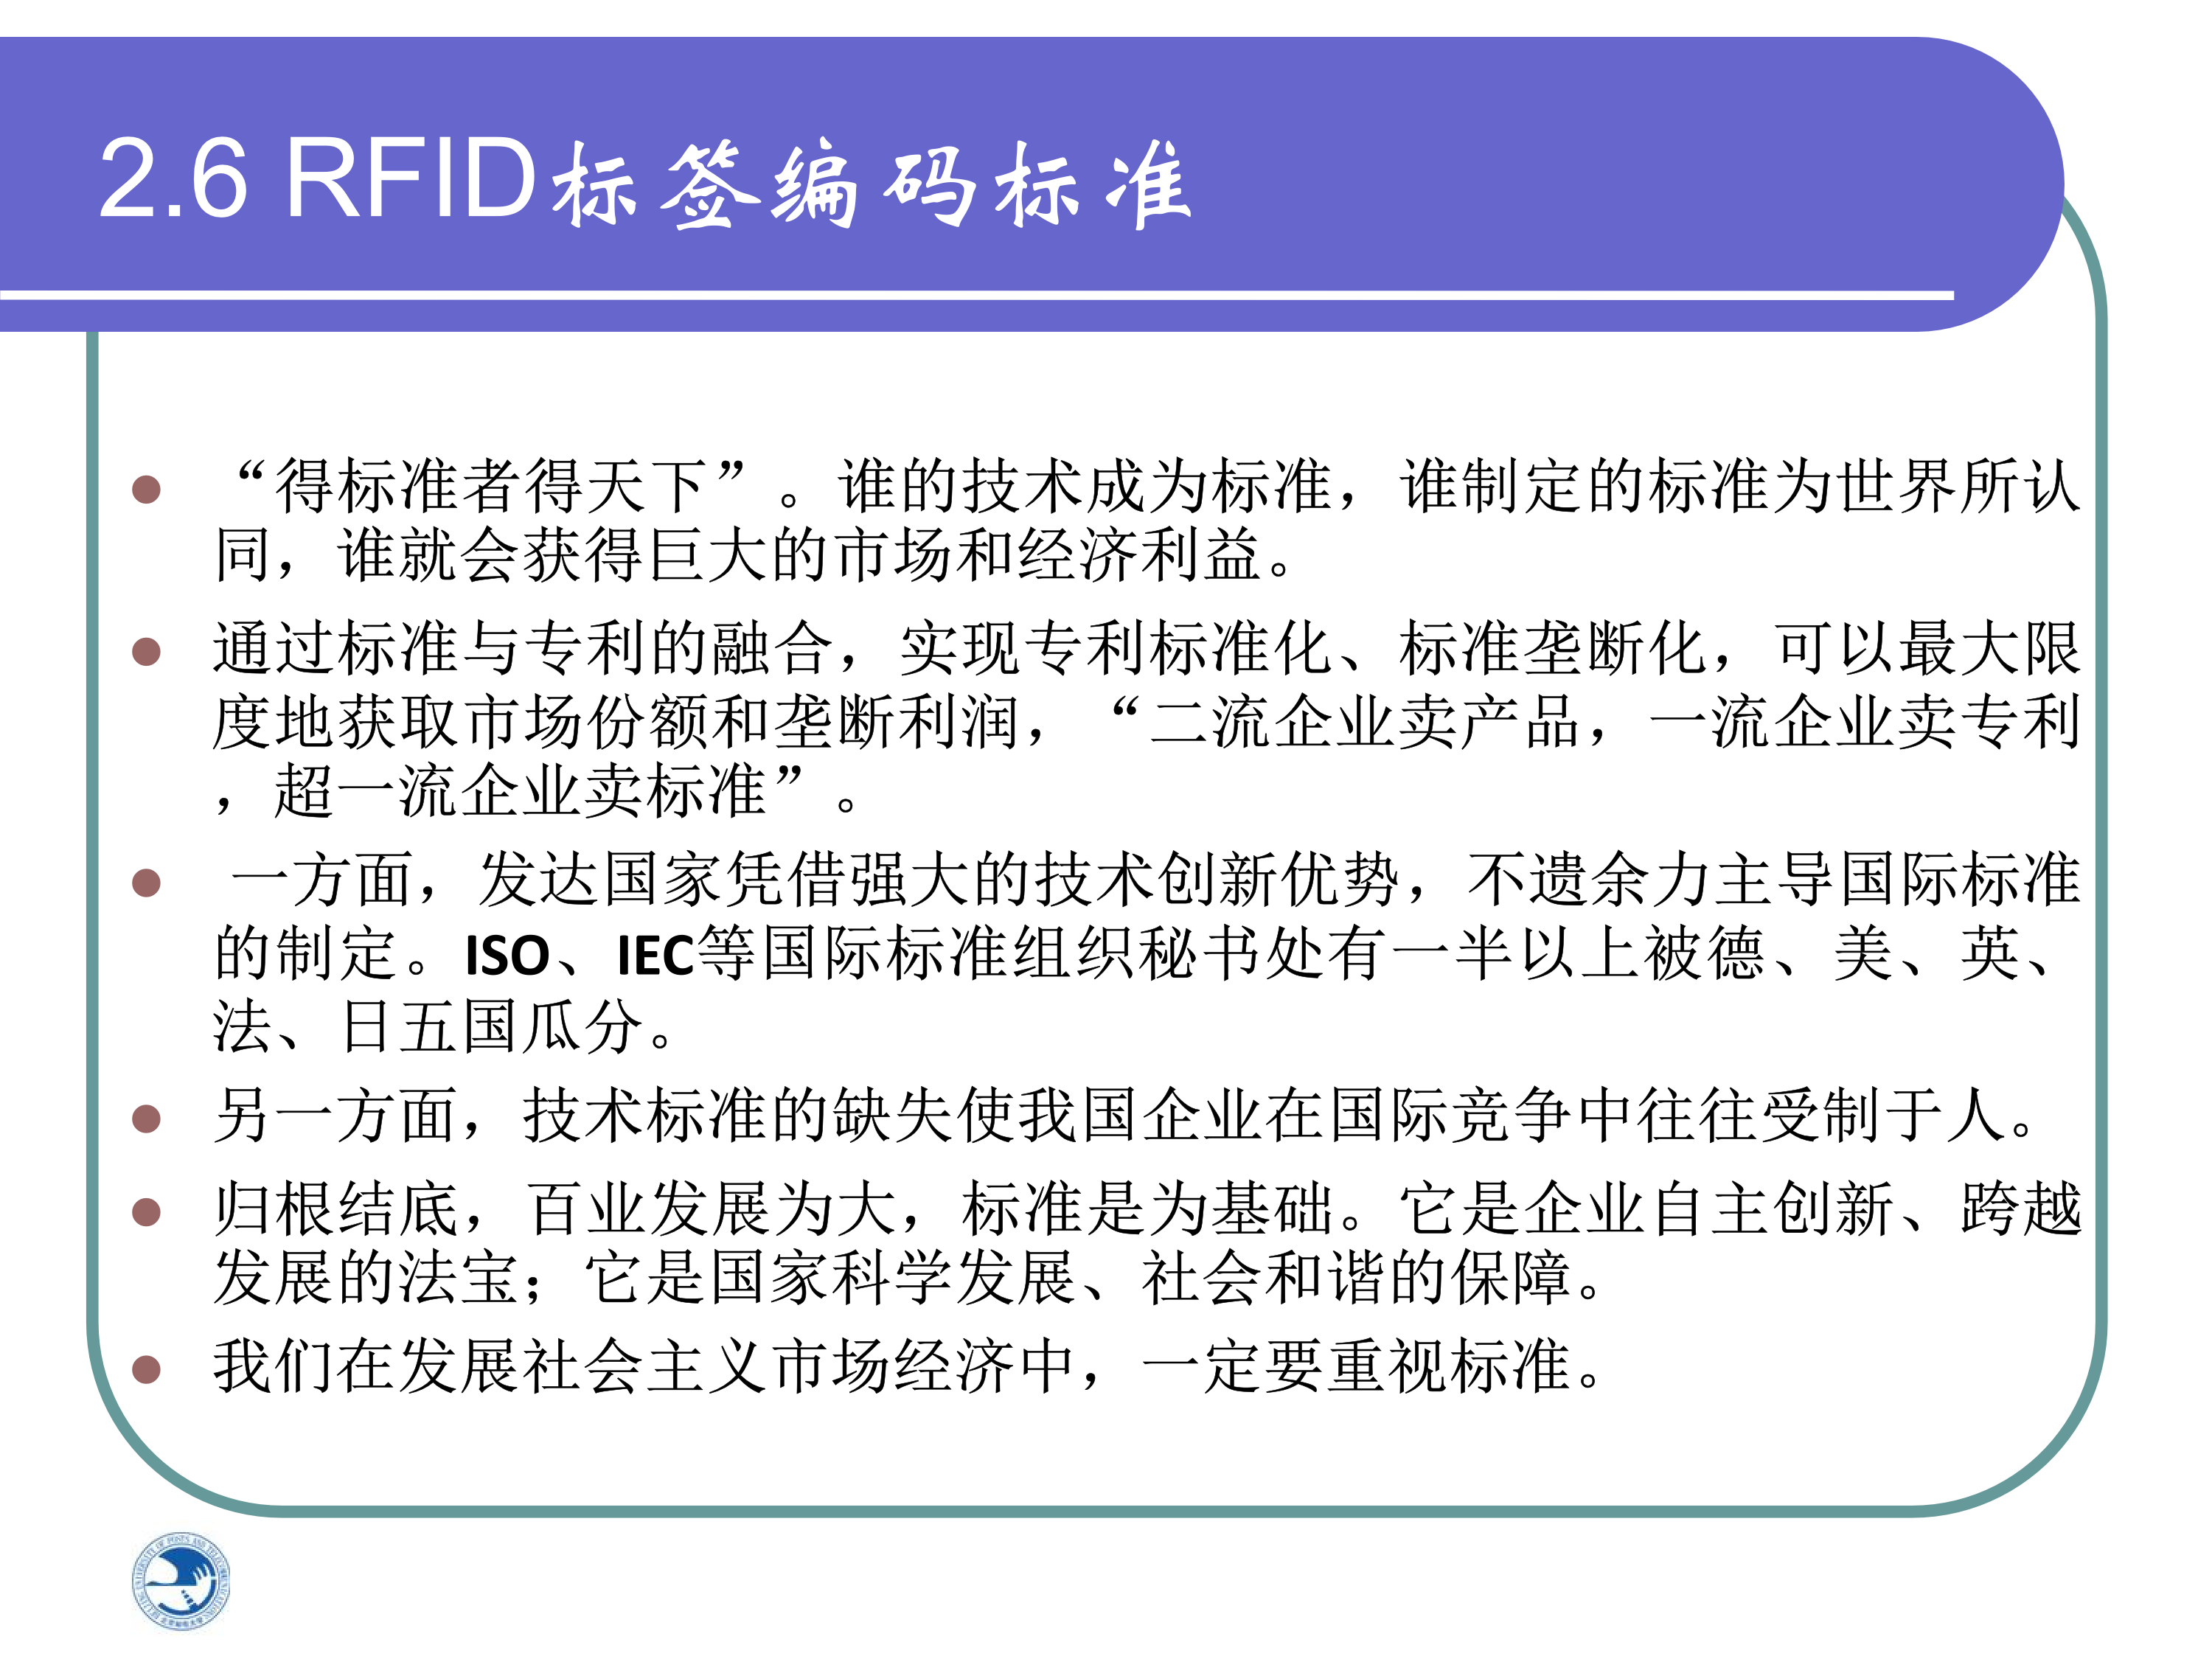 2.6 RFID标签编码标准
“得标准者得天下”。谁的技术成为标准，谁制定的标准为世界所认
同，谁就会获得巨大的市场和经济利益。
通过标准与专利的融合，实现专利标准化、标准垄断化，可以最大限
度地获取市场份额和垄断利润，“二流企业卖产品，一流企业卖专利
，超一流企业卖标准”。
一方面，发达国家凭借强大的技术创新优势，不遗余力主导国际标准
的制定。ISO、IEC等国际标准组织秘书处有一半以上被德、美、英、
法、日五国瓜分。
另一方面，技术标准的缺失使我国企业在国际竞争中往往受制于人。
归根结底，百业发展为大，标准是为基础。它是企业自主创新、跨越
发展的法宝；它是国家科学发展、社会和谐的保障。
我们在发展社会主义市场经济中，一定要重视标准。